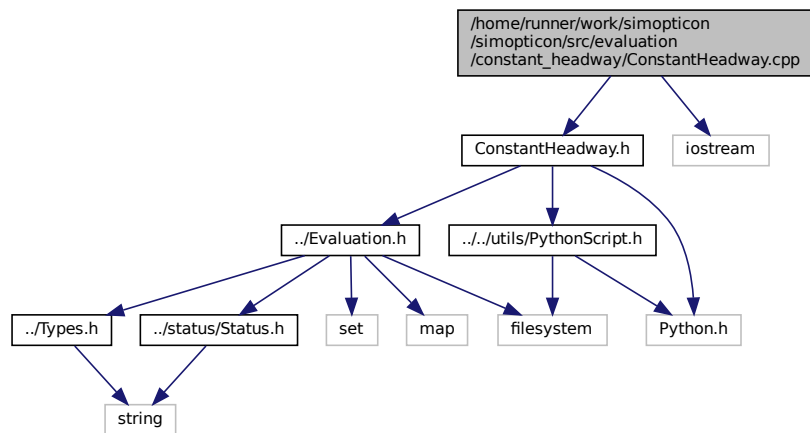 /home/runner/work/simopticon
/simopticon/src/evaluation
/constant_headway/ConstantHeadway.cpp
ConstantHeadway.h
iostream
../Evaluation.h
../../utils/PythonScript.h
../Types.h
../status/Status.h
set
map
filesystem
Python.h
string